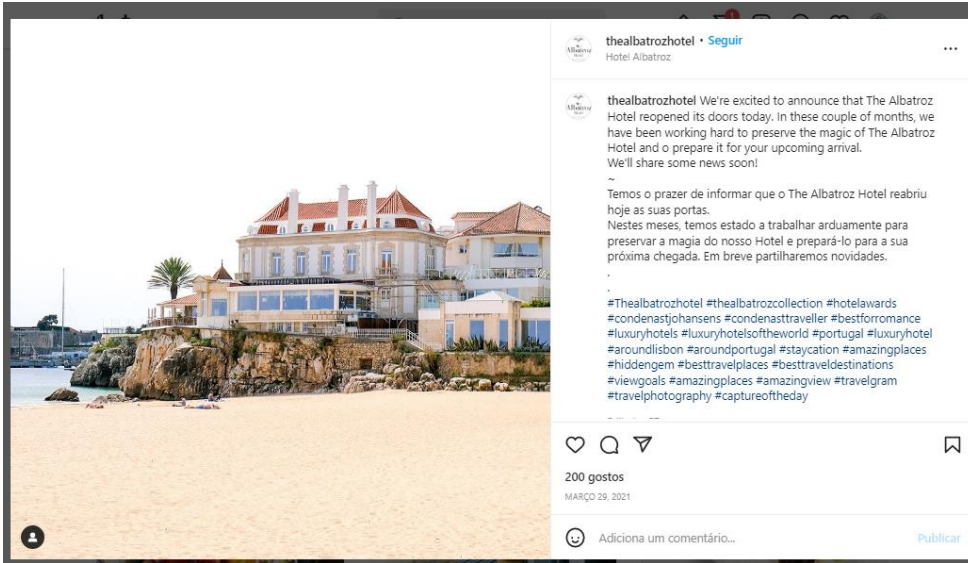 thealbatrozhotel • Seguir
Hotel Albatroz
thealbatrozhotel We're excited to announce that The Albatroz
Hotel reopened its doors today. In these couple of months, we
have been working hard to preserve the magic of The Albatroz
Hotel and o prepare it for your upcoming arrival.
We'll share some news soon!
~
Temos o prazer de informar que o The Albatroz Hotel reabriu
hoje as suas portas.
Nestes meses, temos estado a trabalhar arduamente para
preservar a magia do nosso Hotel e prepará-lo para a sua
próxima chegada. Em breve partilharemos novidades.
.
.
#Thealbatrozhotel #thealbatrozcollection #hotelawards
#condenastjohansens #condenasttraveller #bestforromance
#luxuryhotels #luxuryhotelsoftheworld #portugal #luxuryhotel
#aroundlisbon #aroundportugal #staycation #amazingplaces
#hiddengem #besttravelplaces #besttraveldestinations
#viewgoals #amazingplaces #amazingview #travelgram
#travelphotography #captureoftheday
200 gostos
MARÇO 29, 2021
Adiciona um comentário...
Publicar